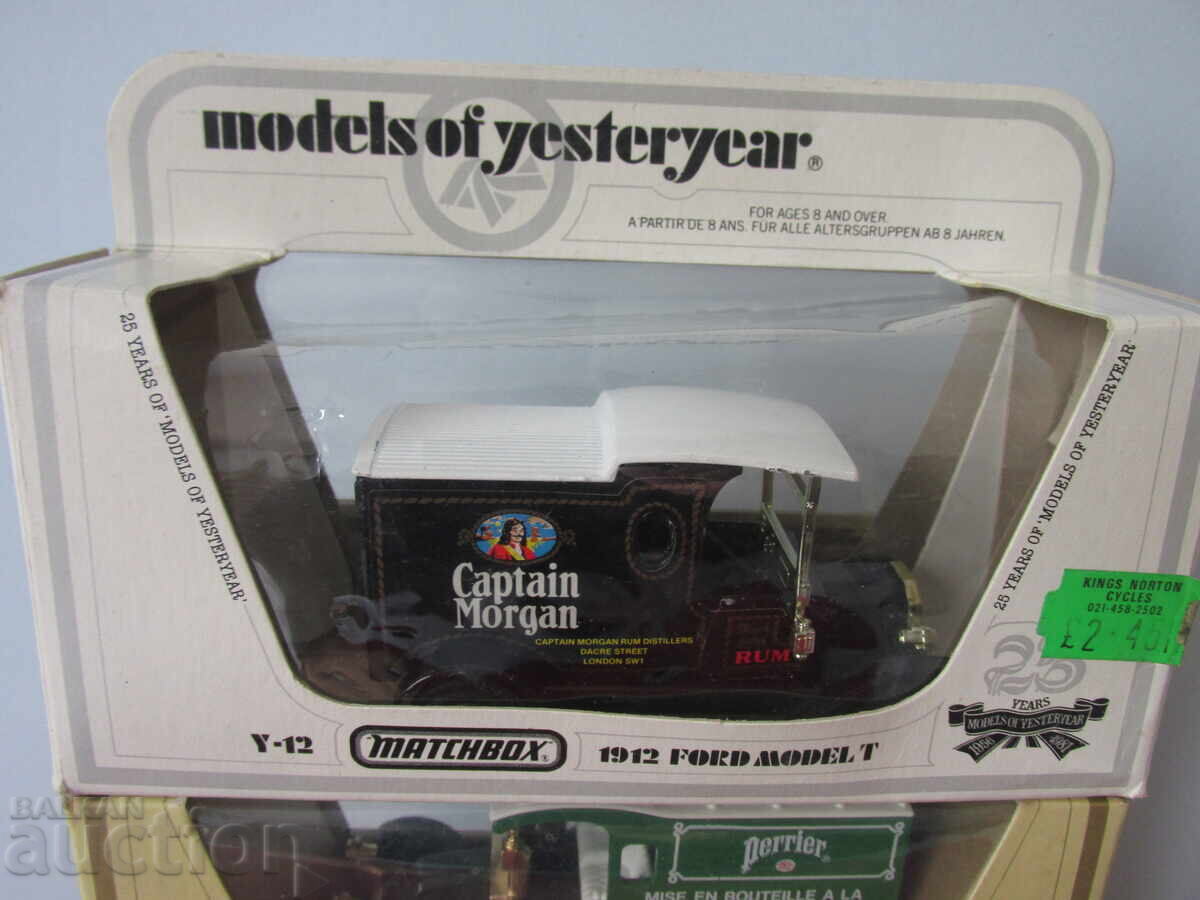 models of yesteryear®
FOR AGES 8 AND OVER
A PARTIR DE 8 ANS. FÜR ALLE ALTERSGRUPPEN AB 8 JAHREN.
25 YEARS OF 'MODELS OF YESTERYEAR'
25 YEARS OF 'MODELS OF YESTERYEAR'
Captain
Morgan
CAPTAIN MORGAN RUM DISTILLERS
DACRE STREET
LONDON SW1
RUM
KINGS NORTON
CYCLES
021-458-2502
£2.45
25
YEARS
MODELS OF YESTERYEAR
1956
Y-12
MATCHBOX®
1912 FORD MODEL T
perrier
MISE EN BOUTEILLE A LA
BALKAN
auction